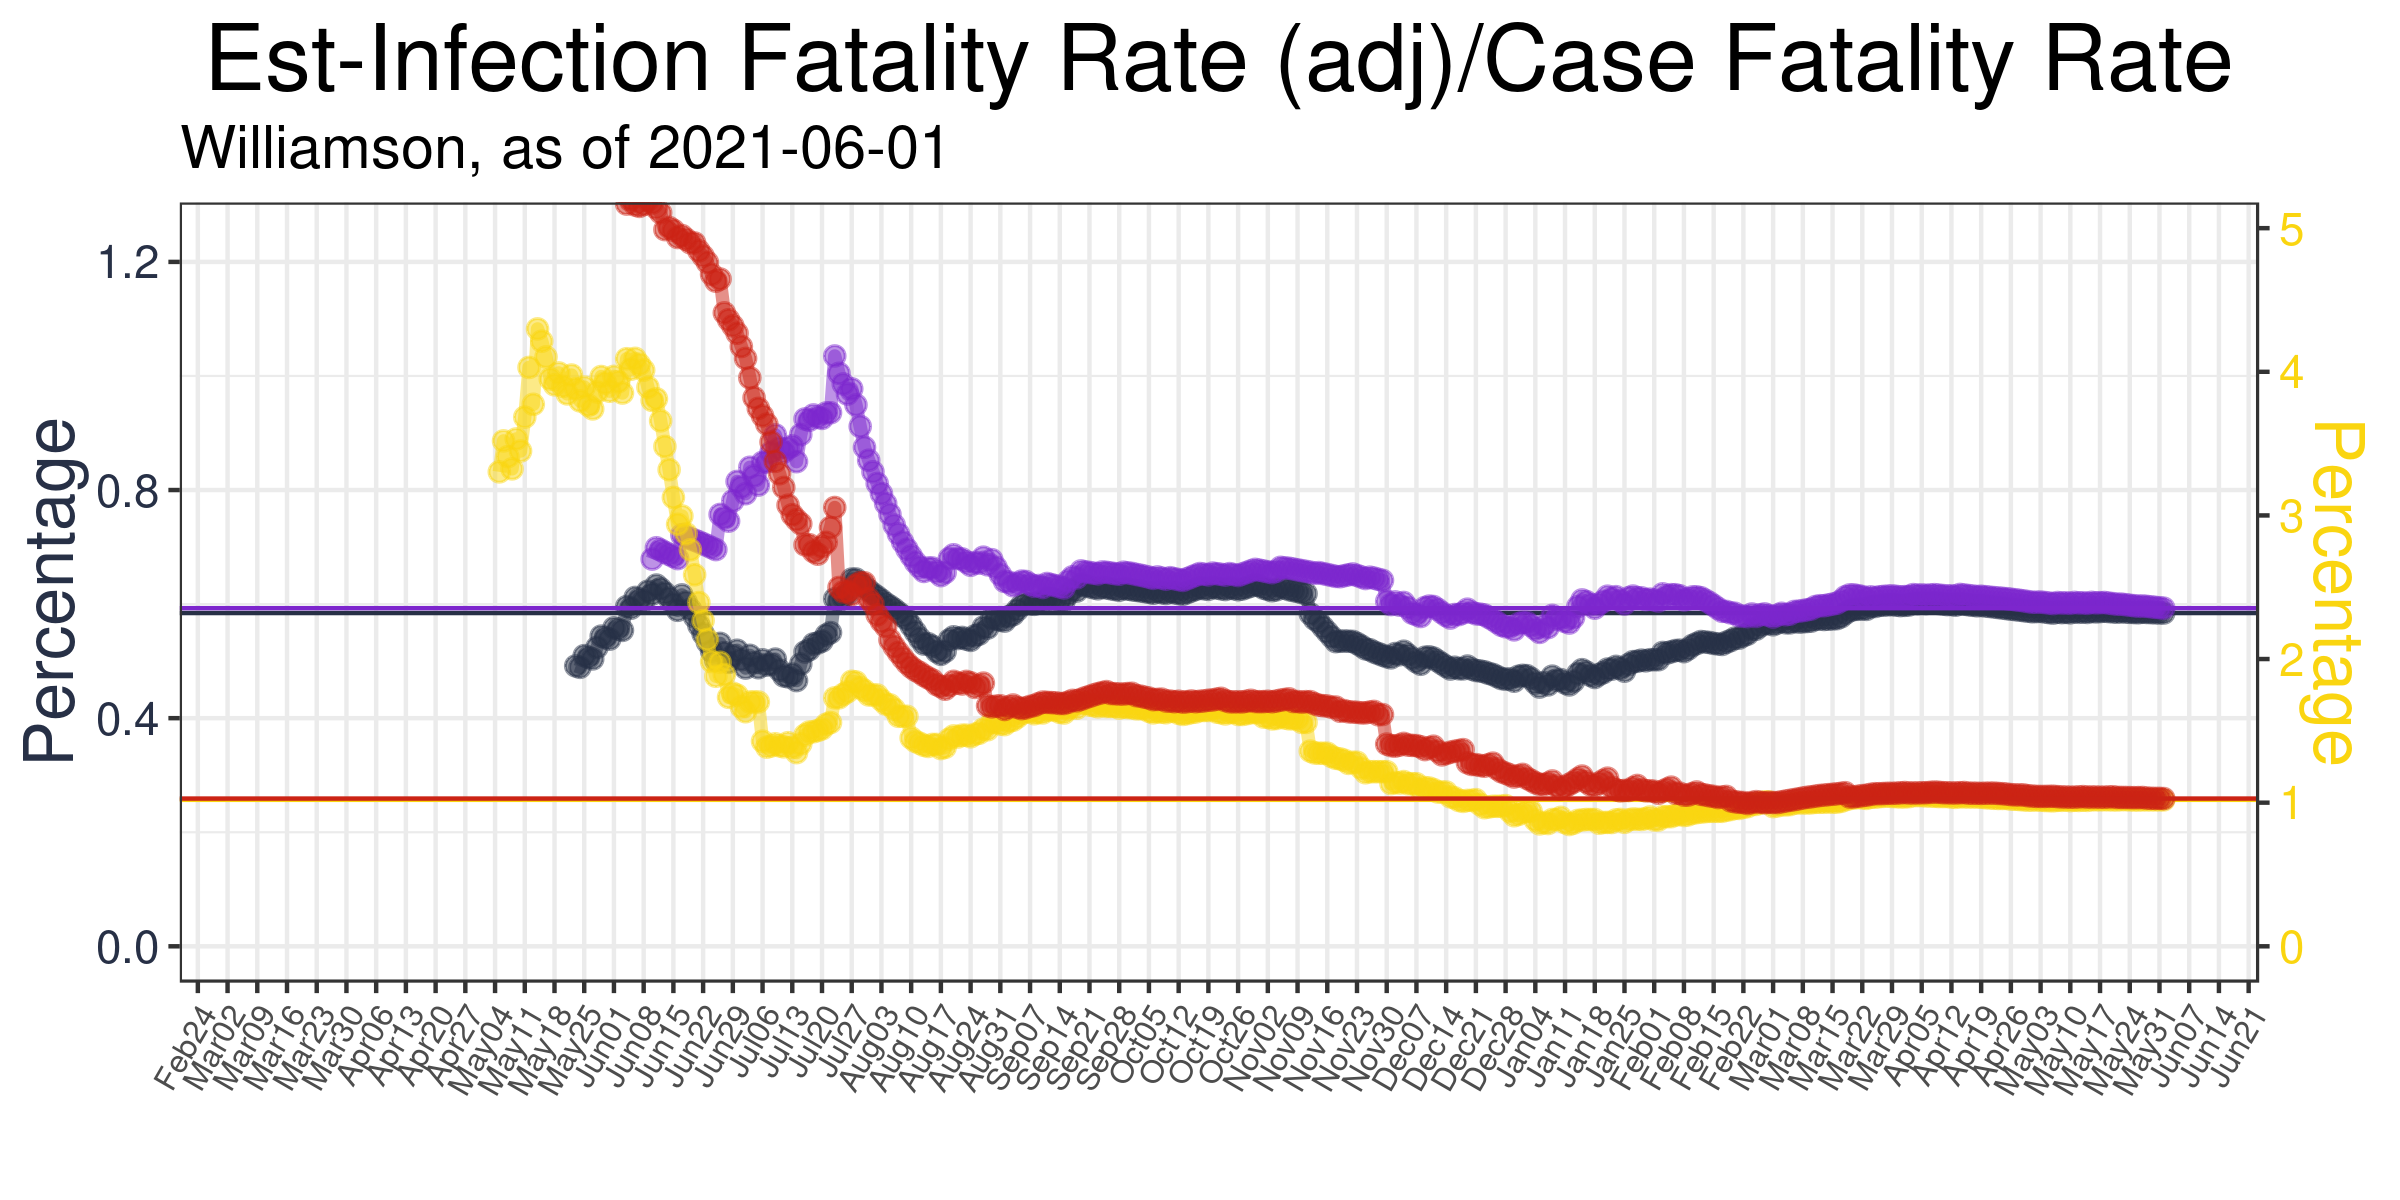 Est-Infection Fatality Rate (adj)/Case Fatality Rate
Williamson, as of 2021-06-01
Percentage
1.2
0.8
0.4
0.0
5
4
3
2
1
0
Percentage
Feb24
Mar02
Mar09
Mar16
Mar23
Mar30
Apr06
Apr13
Apr20
Apr27
May04
May11
May18
May25
Jun01
Jun08
Jun15
Jun22
Jun29
Jul06
Jul13
Jul20
Jul27
Aug03
Aug10
Aug17
Aug24
Aug31
Sep07
Sep14
Sep21
Sep28
Oct05
Oct12
Oct19
Oct26
Nov02
Nov09
Nov16
Nov23
Nov30
Dec07
Dec14
Dec21
Dec28
Jan04
Jan11
Jan18
Jan25
Feb01
Feb08
Feb15
Feb22
Mar01
Mar08
Mar15
Mar22
Mar29
Apr05
Apr12
Apr19
Apr26
May03
May10
May17
May24
May31
Jun07
Jun14
Jun21